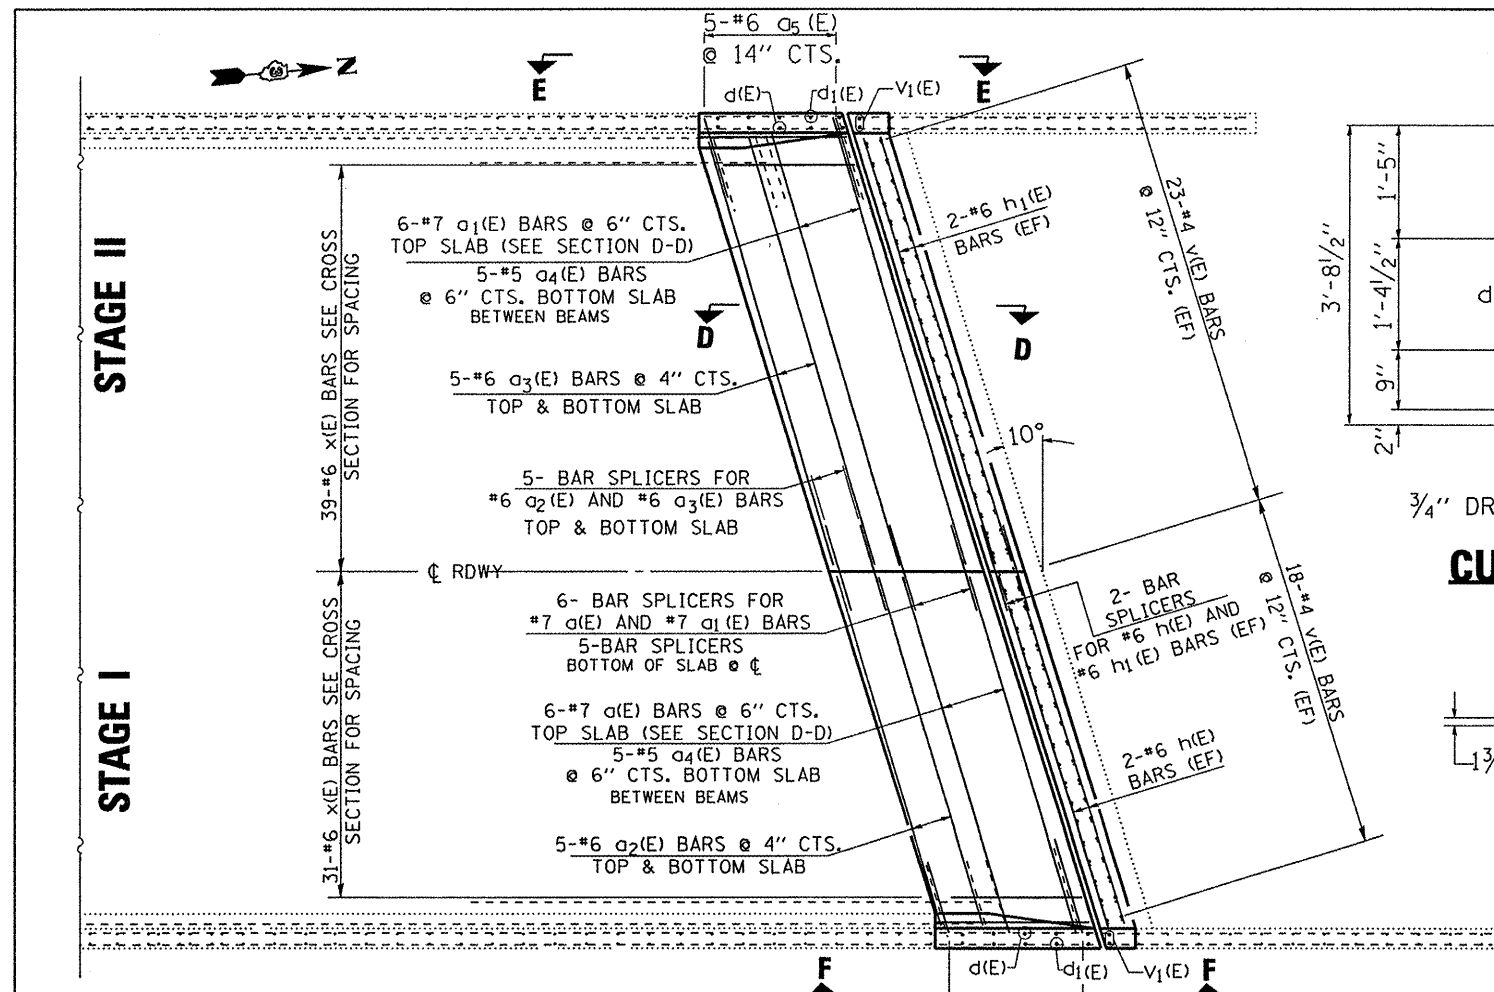 5-#6 a5(E)
@ 14" CTS.
N
E
E
d(E)
d1(E)
V1(E)
STAGE II
39-#6 x(E) BARS SEE CROSS
SECTION FOR SPACING
6-#7 a1(E) BARS @ 6" CTS.
TOP SLAB (SEE SECTION D-D)
5-#5 a4(E) BARS
@ 6" CTS. BOTTOM SLAB
BETWEEN BEAMS
2-#6 h1(E)
BARS (EF)
23-#4 v(E) BARS
@ 12" CTS. (EF)
3'-8 1/2"
1'-5"
1'-4 1/2"
9"
2"
d
D
D
5-#6 a3(E) BARS @ 4" CTS.
TOP & BOTTOM SLAB
10°
5- BAR SPLICERS FOR
#6 a2(E) AND #6 a3(E) BARS
TOP & BOTTOM SLAB
3/4" DR
CU
℄ RDWY
STAGE I
31-#6 x(E) BARS SEE CROSS
SECTION FOR SPACING
6- BAR SPLICERS FOR
#7 a(E) AND #7 a1(E) BARS
5-BAR SPLICERS
BOTTOM OF SLAB @ ℄
2- BAR
SPLICERS
FOR #6 h(E) AND
#6 h1(E) BARS (EF)
18-#4 v(E) BARS
@ 12" CTS. (EF)
6-#7 a(E) BARS @ 6" CTS.
TOP SLAB (SEE SECTION D-D)
5-#5 a4(E) BARS
@ 6" CTS. BOTTOM SLAB
BETWEEN BEAMS
2-#6 h(E)
BARS (EF)
5-#6 a2(E) BARS @ 4" CTS.
TOP & BOTTOM SLAB
F
d(E)
d1(E)
V1(E)
F